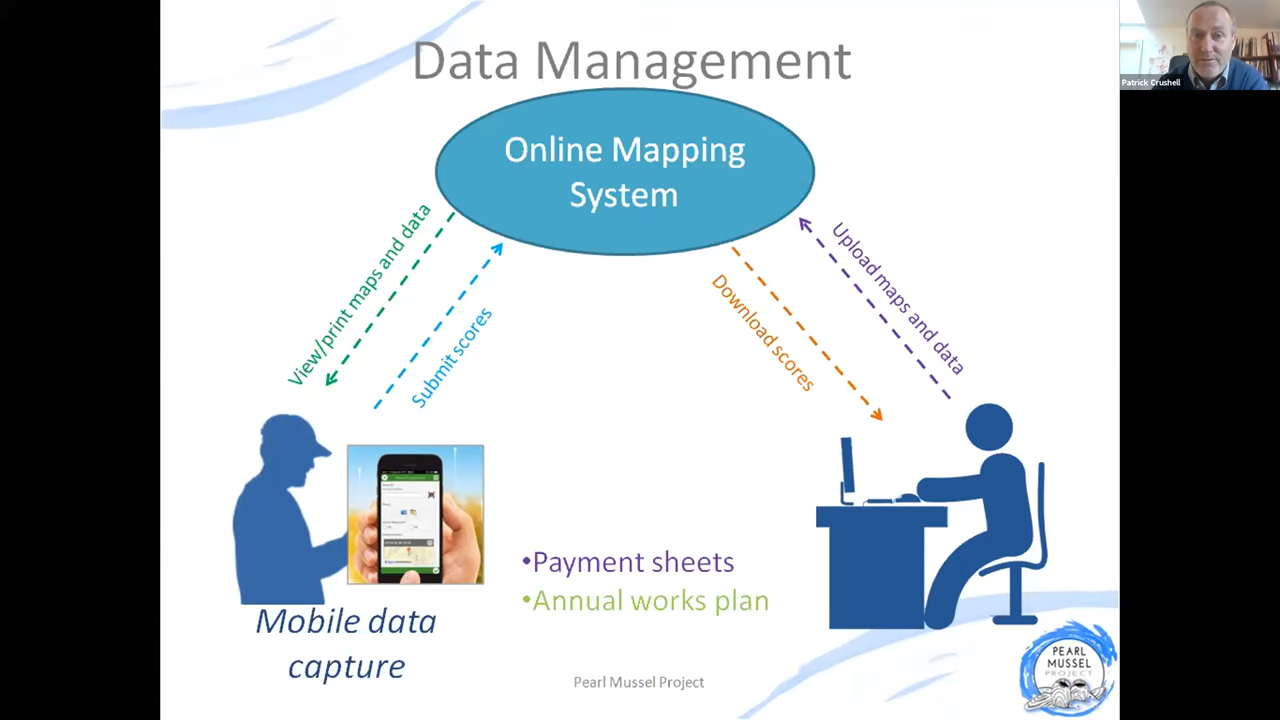 Data Management
Patrick Crushell
Online Mapping
System
View/print maps and data
Submit scores
Download scores
Upload maps and data
•Payment sheets
•Annual works plan
Mobile data
capture
Pearl Mussel Project
PEARL
MUSSEL
PROJECT